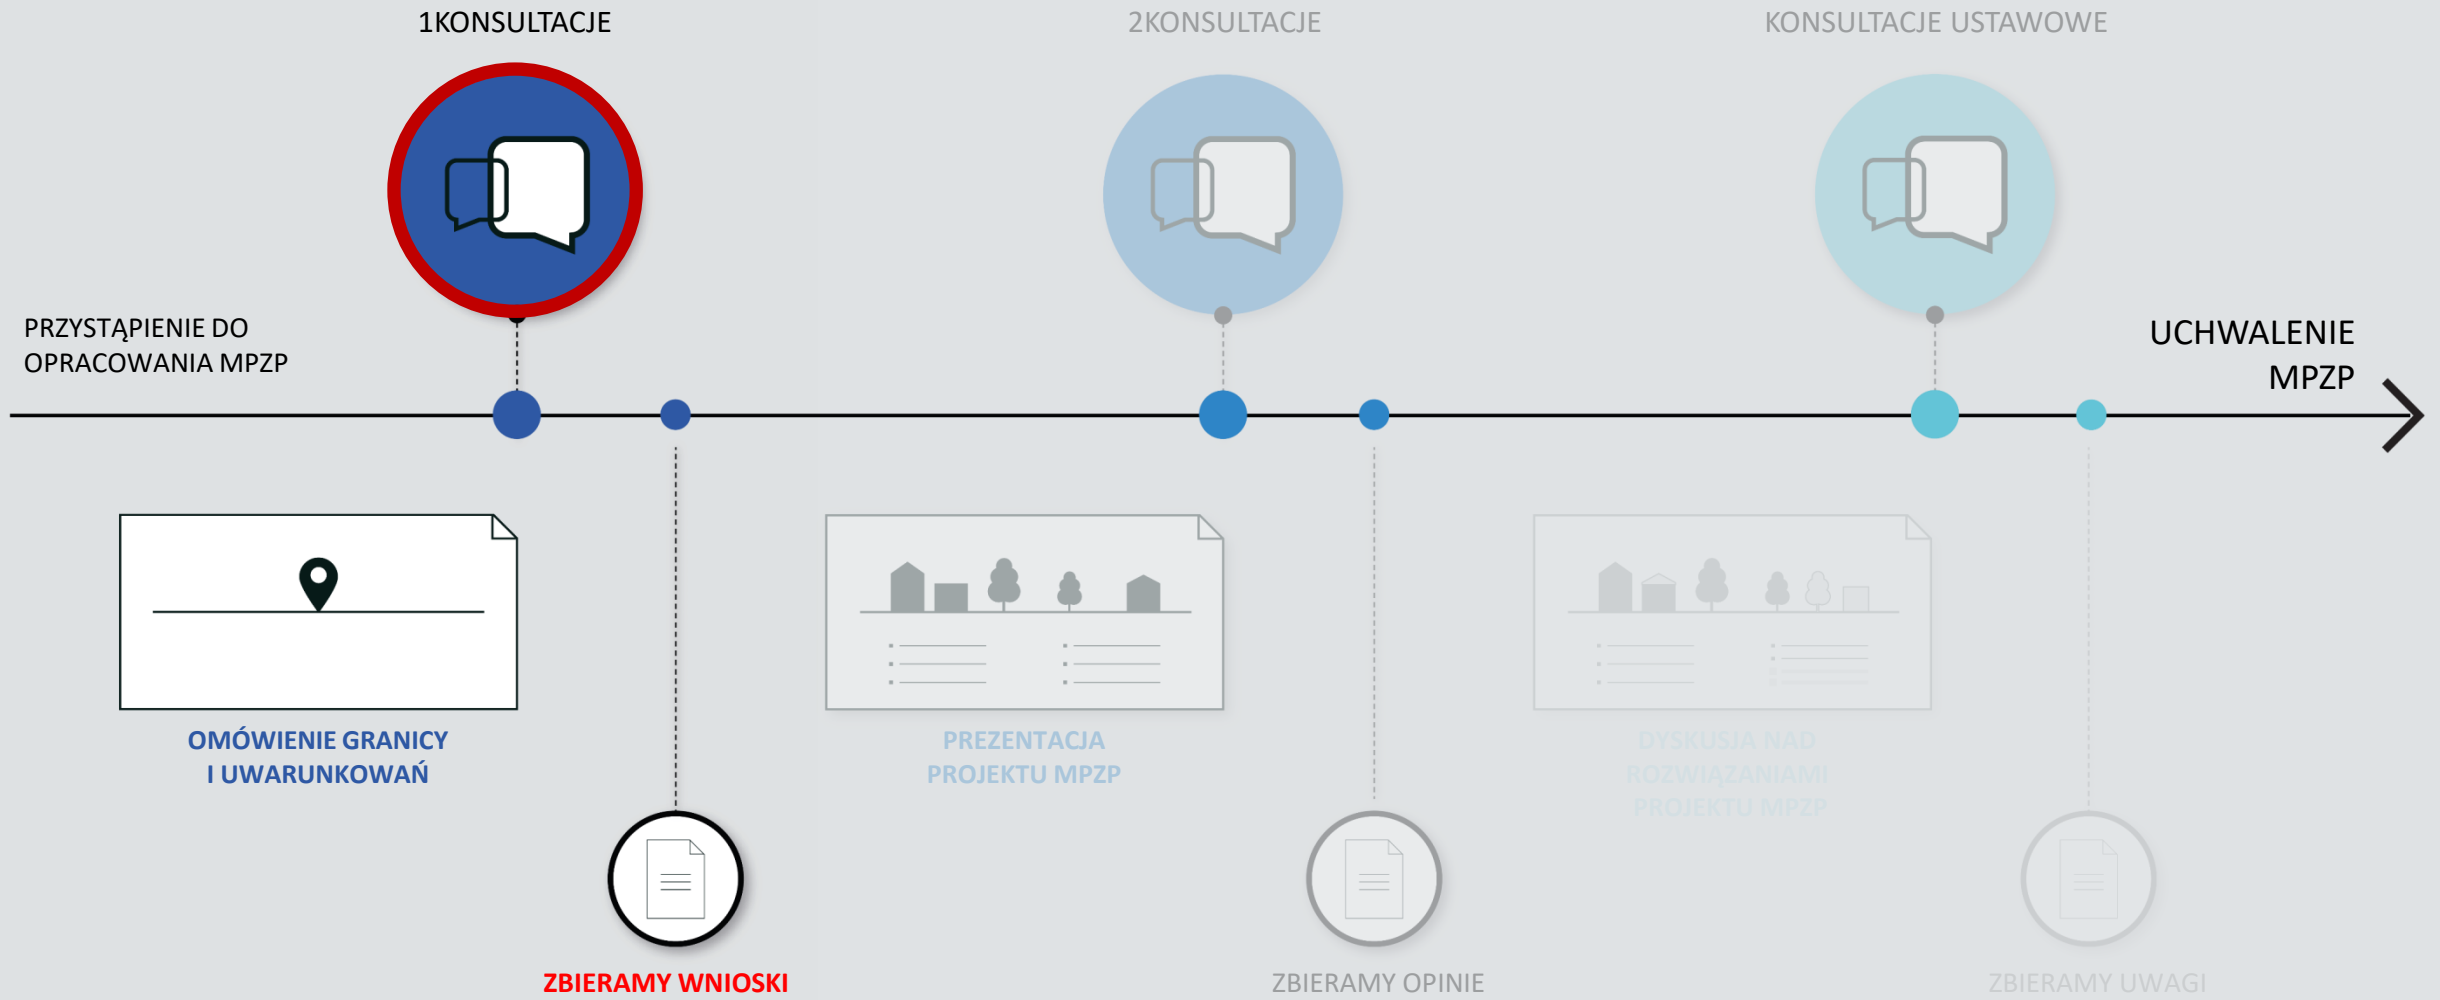 1KONSULTACJE
2KONSULTACJE
KONSULTACJE USTAWOWE
PRZYSTĄPIENIE DO
OPRACOWANIA MPZP
UCHWALENIE
MPZP
OMÓWIENIE GRANICY
I UWARUNKOWAŃ
PREZENTACJA
PROJEKTU MPZP
DYSKUSJA NAD
ROZWIĄZANIAMI
PROJEKTU MPZP
ZBIERAMY WNIOSKI
ZBIERAMY OPINIE
ZBIERAMY UWAGI